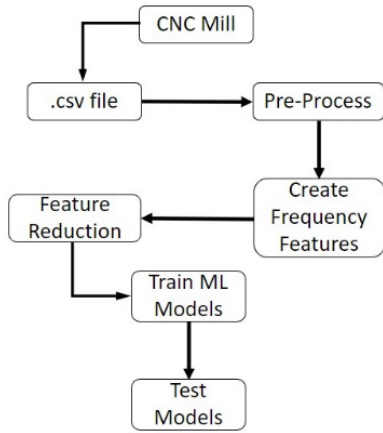 CNC Mill
.csv file
Pre-Process
Create
Frequency
Features
Feature
Reduction
Train ML
Models
Test
Models